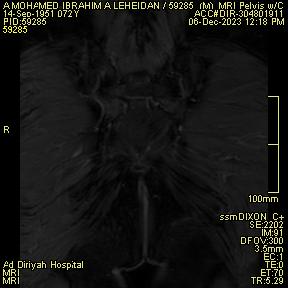 A MOHAMED IBRAHIM A LEHEIDAN / 59285 (M) MRI Pelvis w/C
14-Sep-1951 072Y ACC#DIR-304801911
PID:59285 06-Dec-2023 12:18 PM
59285
R
100mm
ssmDIXON_C+
SE:2202
IM:91
DFOV:300
3.5mm
EC:1
Ad Diriyah Hospital TE:0
MRI ET:70
MRI TR:5.29